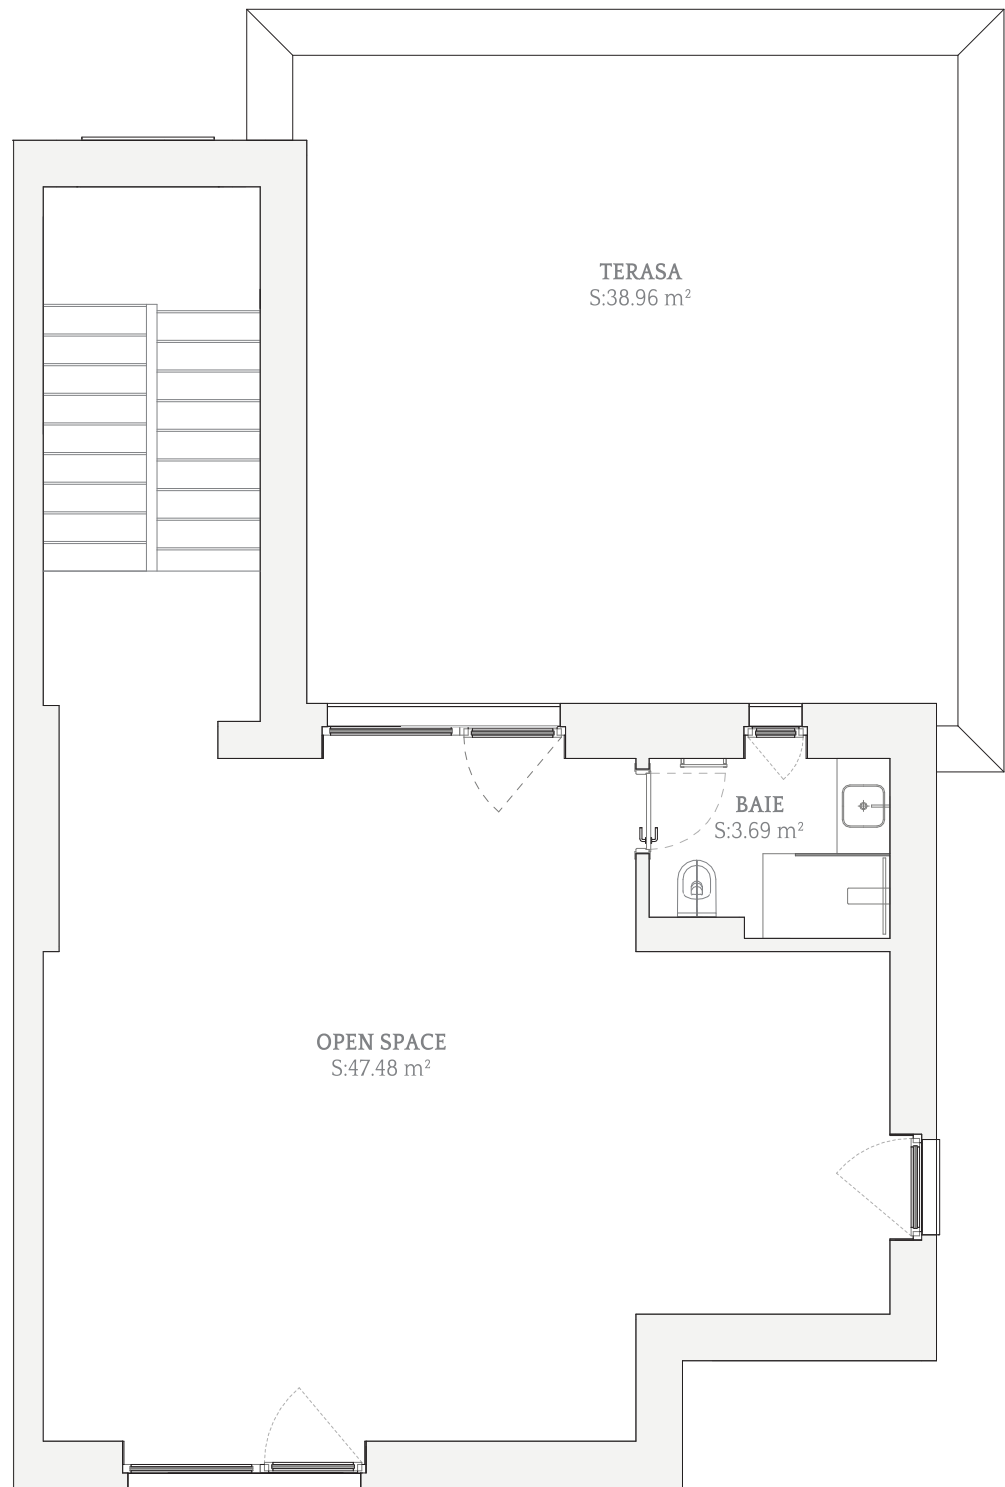 TERASA
S:38.96 m²
BAIE
S:3.69 m²
OPEN SPACE
S:47.48 m²